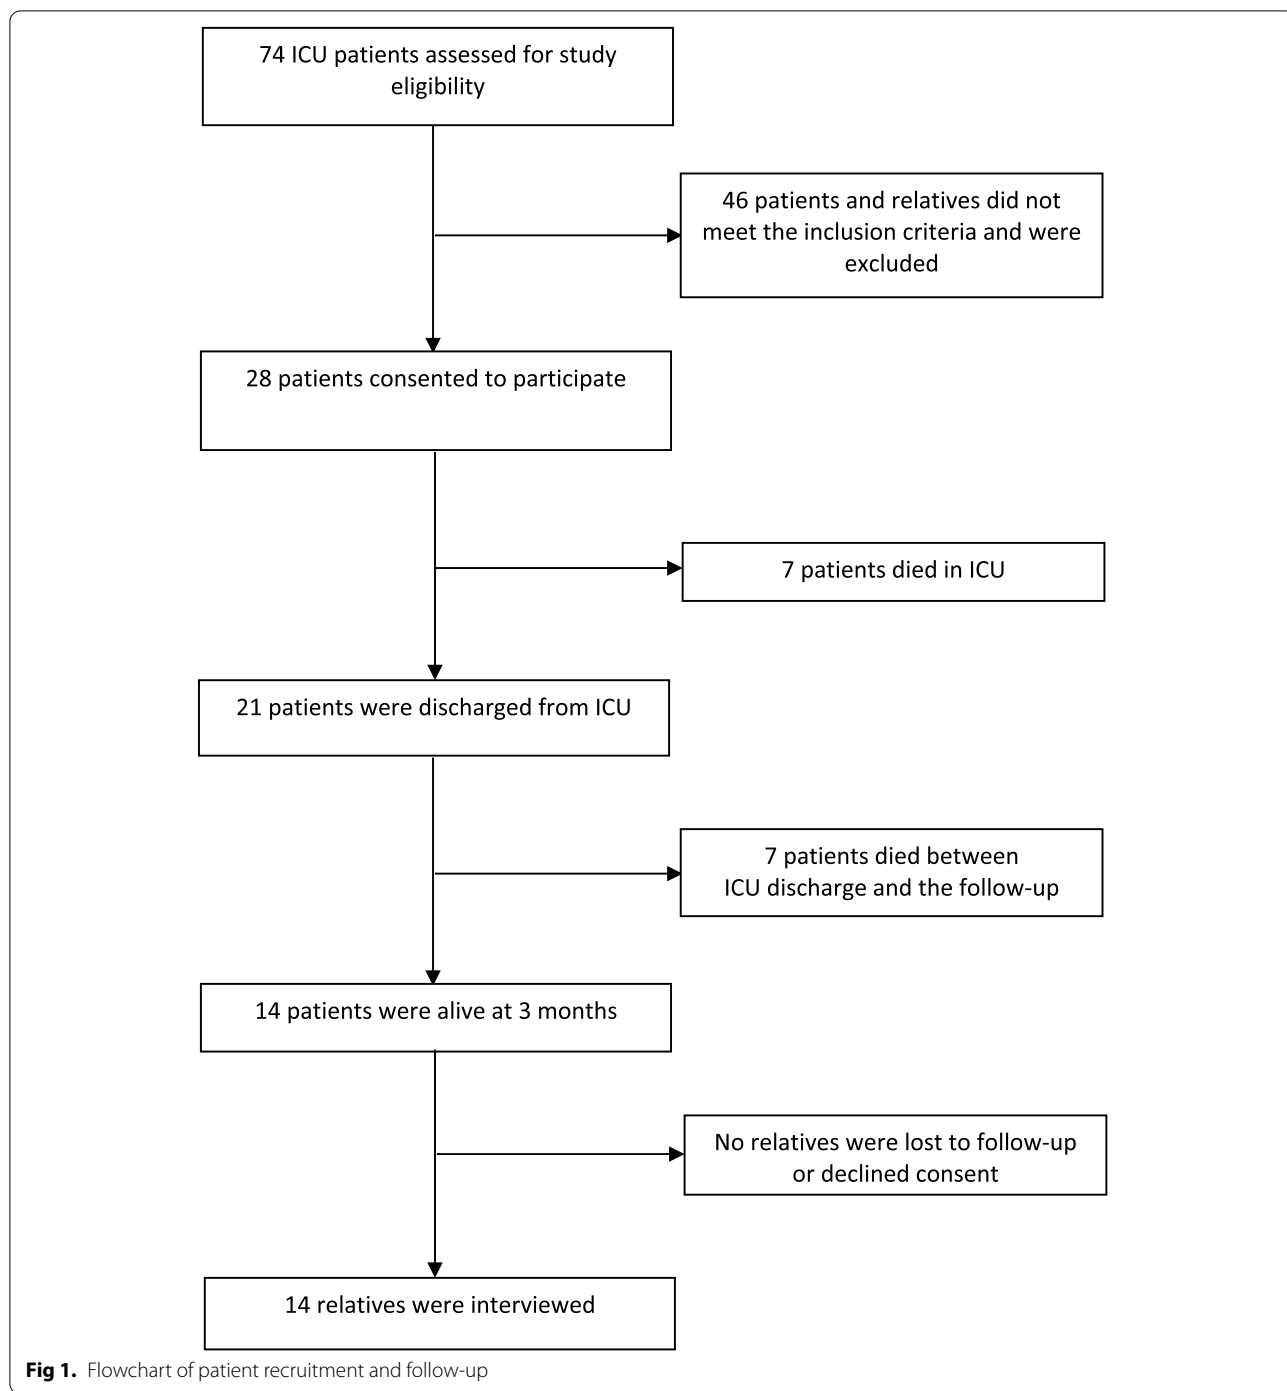 74 ICU patients assessed for study
eligibility
46 patients and relatives did not
meet the inclusion criteria and were
excluded
28 patients consented to participate
7 patients died in ICU
21 patients were discharged from ICU
7 patients died between
ICU discharge and the follow-up
14 patients were alive at 3 months
No relatives were lost to follow-up
or declined consent
14 relatives were interviewed
Fig 1. Flowchart of patient recruitment and follow-up